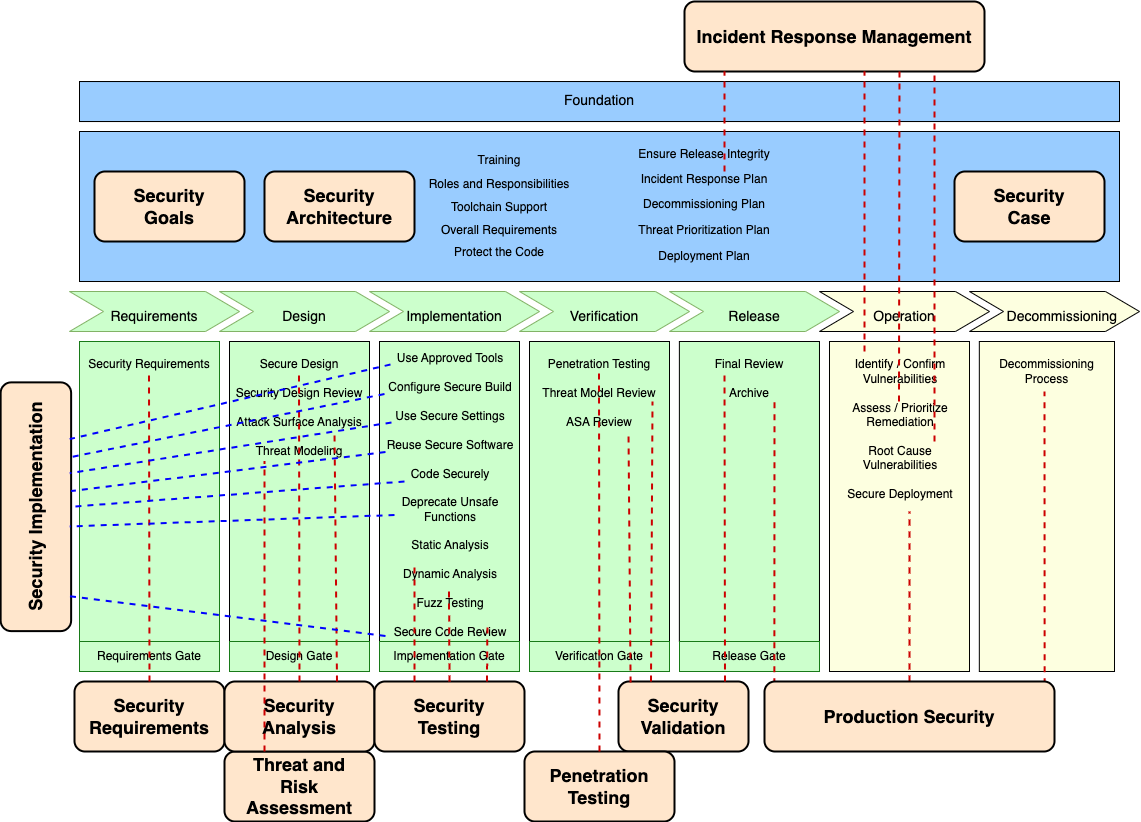 Incident Response Management
Foundation
Security
Goals
Security
Architecture
Training
Roles and Responsibilities
Toolchain Support
Overall Requirements
Protect the Code
Ensure Release Integrity
Incident Response Plan
Decommissioning Plan
Threat Prioritization Plan
Deployment Plan
Security
Case
Requirements
Design
Implementation
Verification
Release
Operation
Decommissioning
Security Implementation
Security Requirements
Requirements Gate
Secure Design
Security Design Review
Attack Surface Analysis
Threat Modeling
Design Gate
Use Approved Tools
Configure Secure Build
Use Secure Settings
Reuse Secure Software
Code Securely
Deprecate Unsafe
Functions
Static Analysis
Dynamic Analysis
Fuzz Testing
Secure Code Review
Implementation Gate
Penetration Testing
Threat Model Review
ASA Review
Verification Gate
Final Review
Archive
Release Gate
Identify / Confirm
Vulnerabilities
Assess / Prioritize
Remediation
Root Cause
Vulnerabilities
Secure Deployment
Decommissioning
Process
Security
Requirements
Security
Analysis
Security
Testing
Security
Validation
Production Security
Threat and
Risk
Assessment
Penetration
Testing